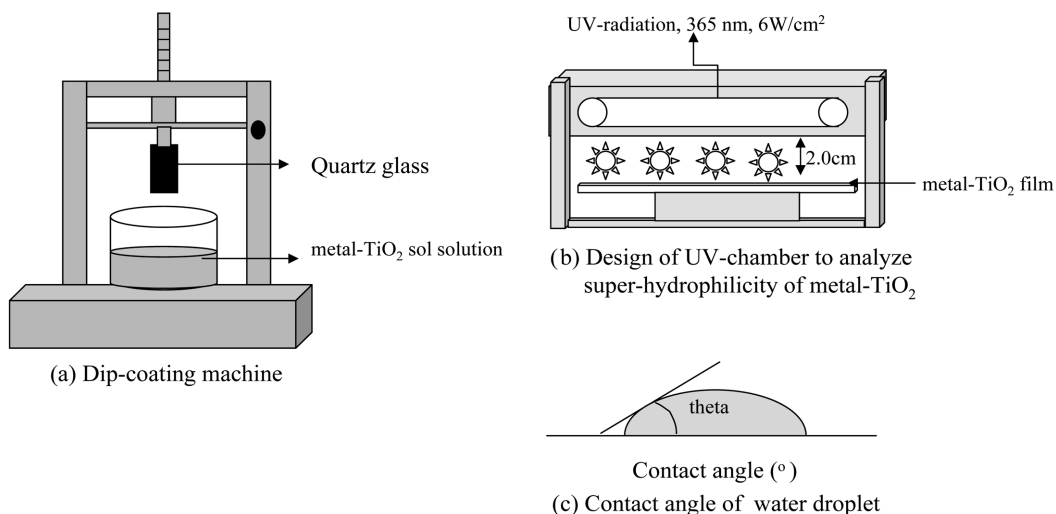 Quartz glass
metal-TiO₂ sol solution
(a) Dip-coating machine
UV-radiation, 365 nm, 6W/cm²
2.0cm
metal-TiO₂ film
(b) Design of UV-chamber to analyze
super-hydrophilicity of metal-TiO₂
theta
Contact angle (º)
(c) Contact angle of water droplet